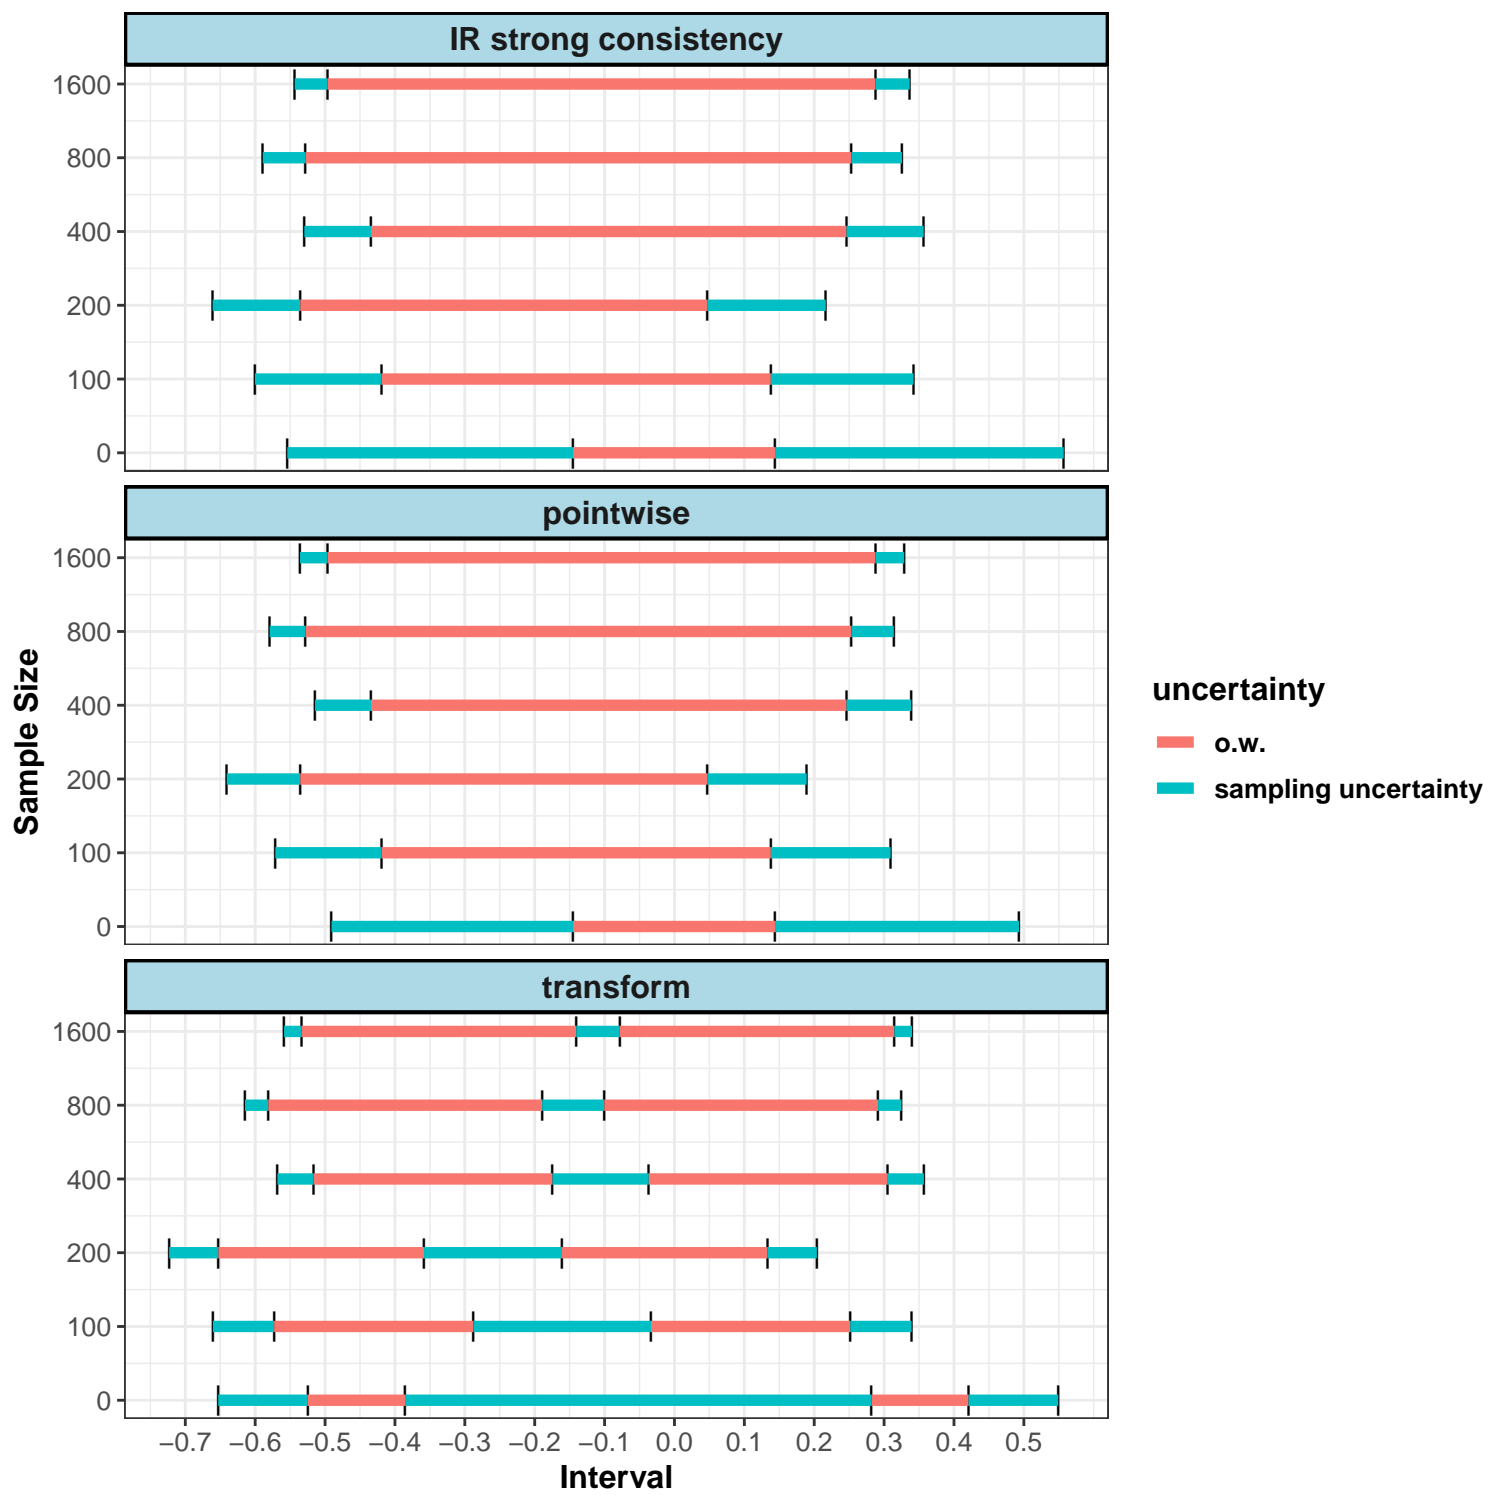 IR strong consistency
1600
800
400
200
100
0
pointwise
1600
800
400
200
100
0
transform
1600
800
400
200
100
0
−0.7 −0.6 −0.5 −0.4 −0.3 −0.2 −0.1 0.0 0.1 0.2 0.3 0.4 0.5
Interval
Sample Size
uncertainty
o.w.
sampling uncertainty